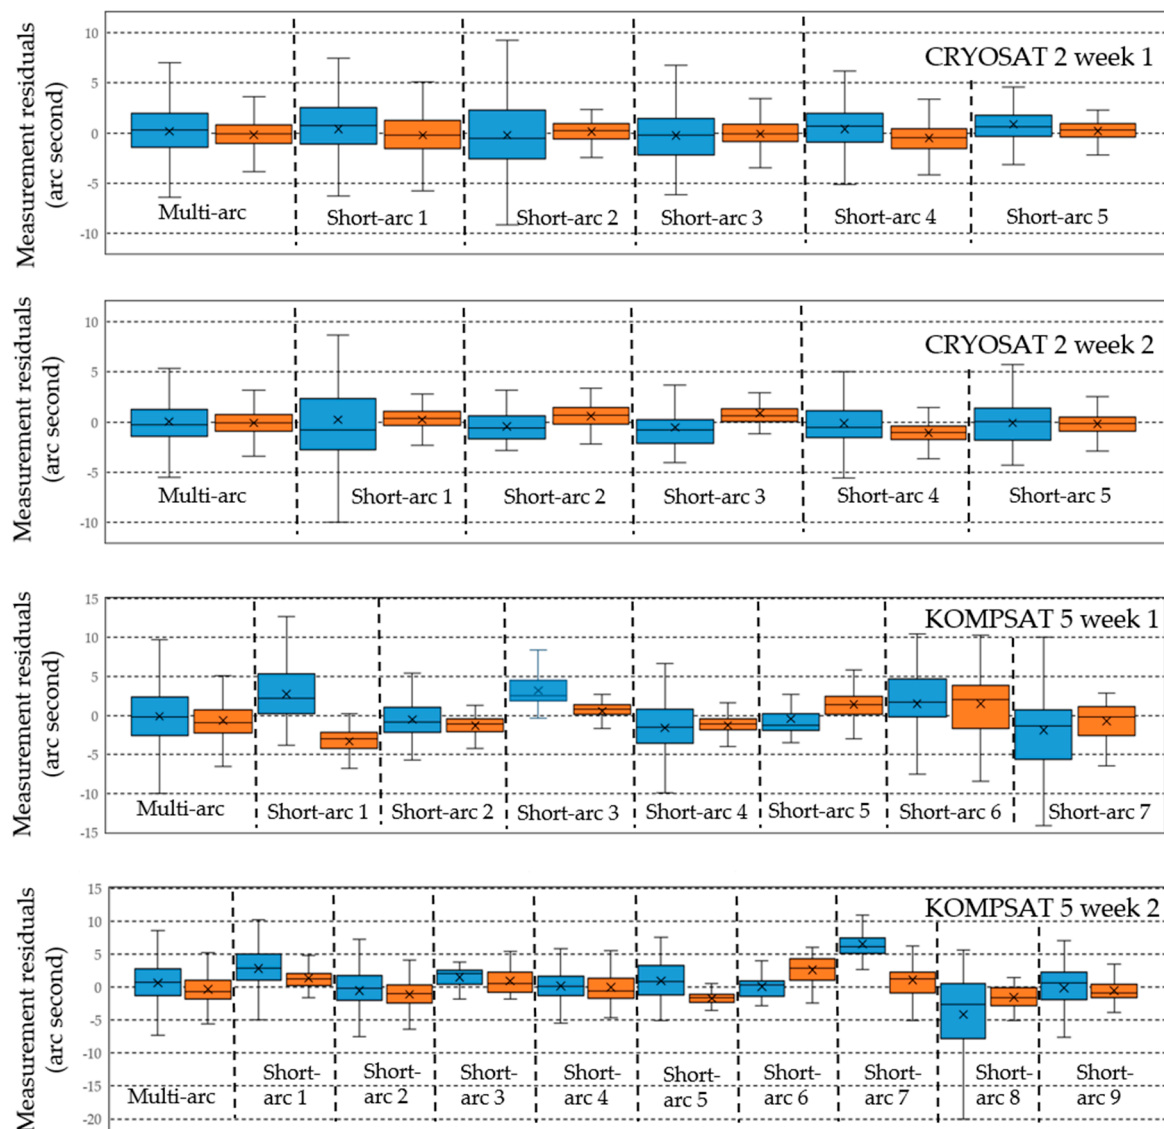 Measurement residuals
(arc second)
10
5
0
-5
-10
CRYOSAT 2 week 1
Multi-arc
Short-arc 1
Short-arc 2
Short-arc 3
Short-arc 4
Short-arc 5
Measurement residuals
(arc second)
10
5
0
-5
-10
CRYOSAT 2 week 2
Multi-arc
Short-arc 1
Short-arc 2
Short-arc 3
Short-arc 4
Short-arc 5
Measurement residuals
(arc second)
15
10
5
0
-5
-10
-15
KOMPSAT 5 week 1
Multi-arc
Short-arc 1
Short-arc 2
Short-arc 3
Short-arc 4
Short-arc 5
Short-arc 6
Short-arc 7
Measurement residuals
(arc second)
15
10
5
0
-5
-10
-15
-20
KOMPSAT 5 week 2
Multi-arc
Short-
arc 1
Short-
arc 2
Short-
arc 3
Short-
arc 4
Short-
arc 5
Short-
arc 6
Short-
arc 7
Short-
arc 8
Short-
arc 9